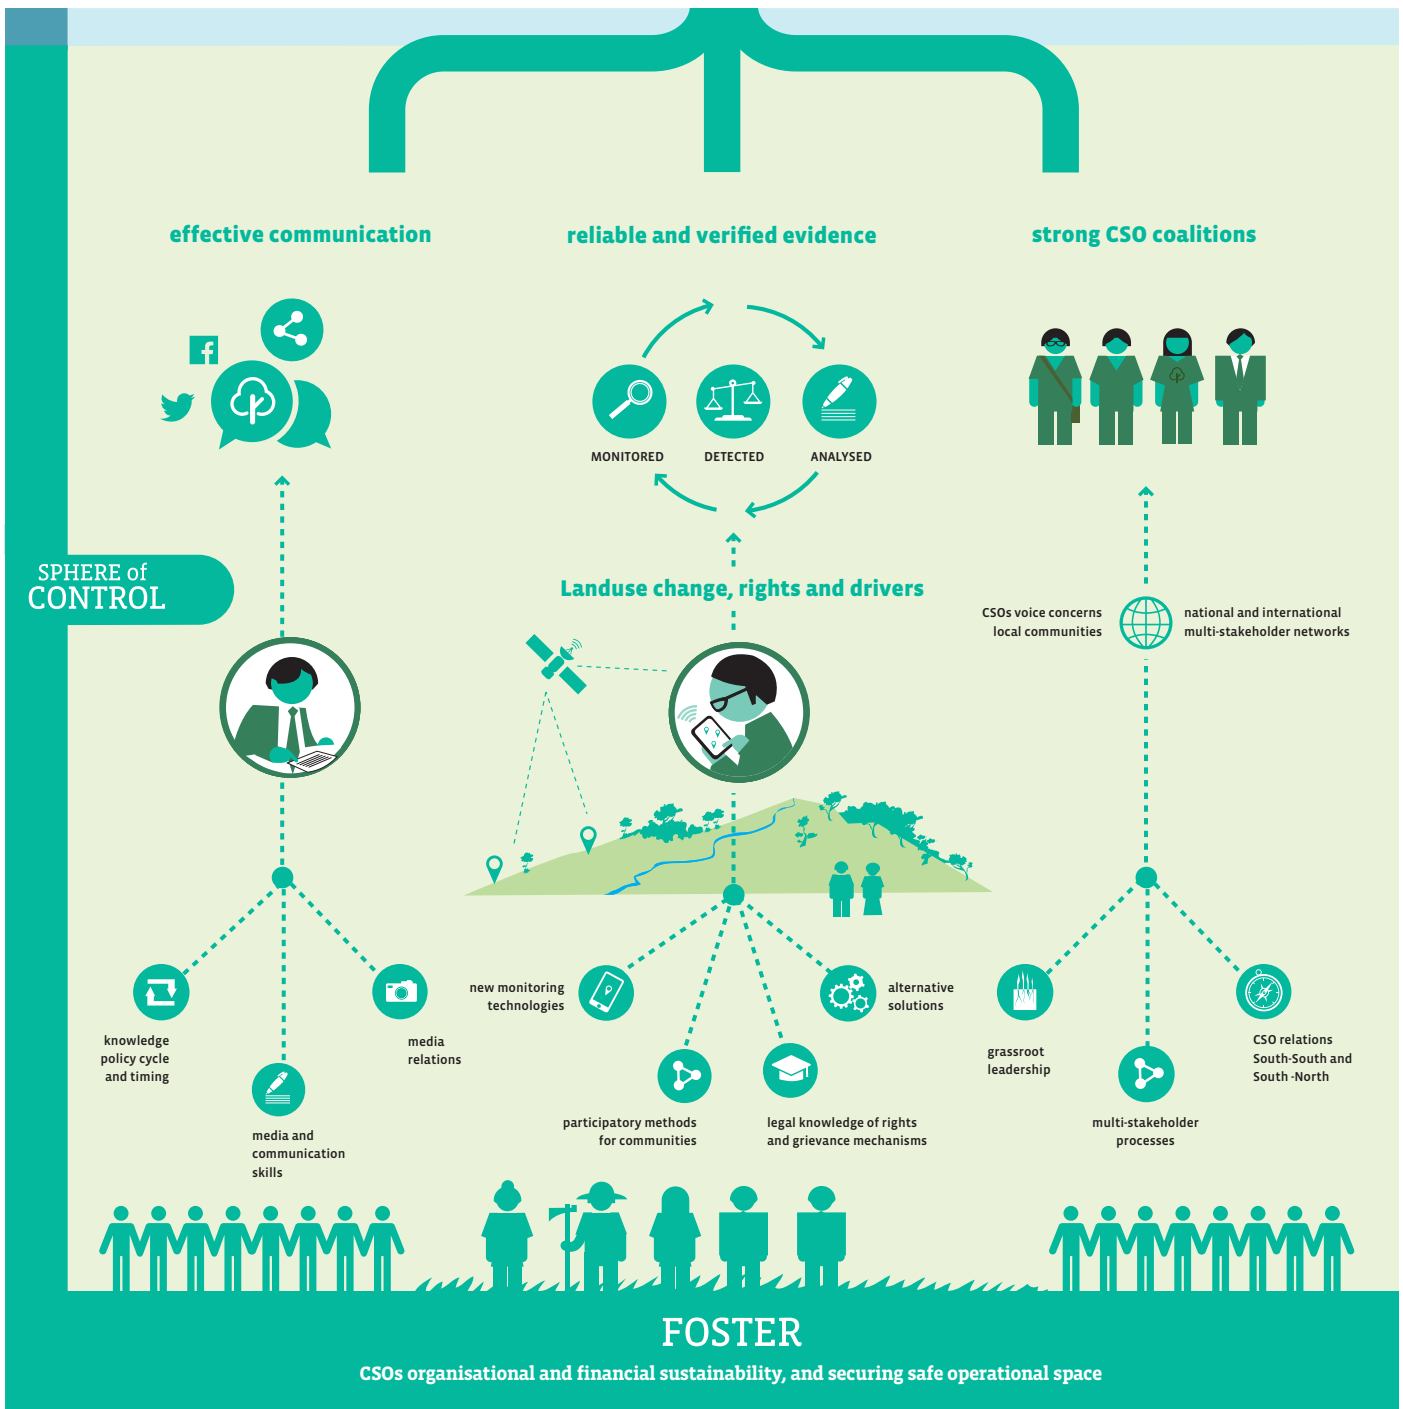 effective communication
reliable and verified evidence
strong CSO coalitions
MONITORED
DETECTED
ANALYSED
SPHERE of
CONTROL
Landuse change, rights and drivers
CSOs voice concerns
local communities
national and international
multi-stakeholder networks
knowledge
policy cycle
and timing
media and
communication
skills
media
relations
new monitoring
technologies
participatory methods
for communities
legal knowledge of rights
and grievance mechanisms
alternative
solutions
grassroot
leadership
multi-stakeholder
processes
CSO relations
South-South and
South -North
FOSTER
CSOs organisational and financial sustainability, and securing safe operational space